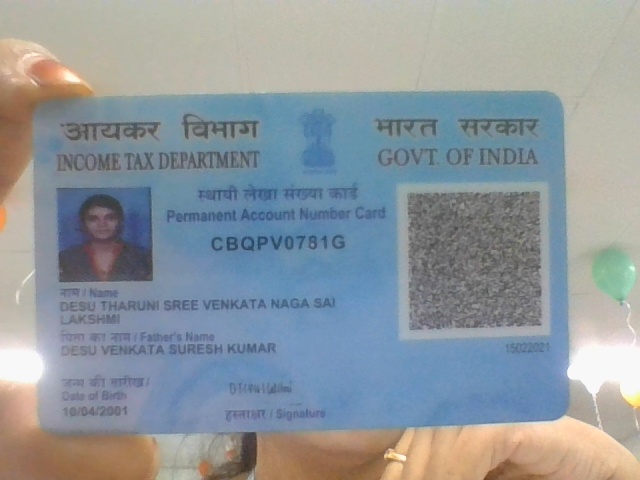 आयकर विभाग
भारत सरकार
INCOME TAX DEPARTMENT
GOVT. OF INDIA
स्थायी लेखा संख्या कार्ड
Permanent Account Number Card
CBQPV0781G
नाम / Name
DESU THARUNI SREE VENKATA NAGA SAI
LAKSHMI
पिता का नाम / Father's Name
DESU VENKATA SURESH KUMAR
15022021
जन्म की तारीख /
Date of Birth
10/04/2001
हस्ताक्षर / Signature